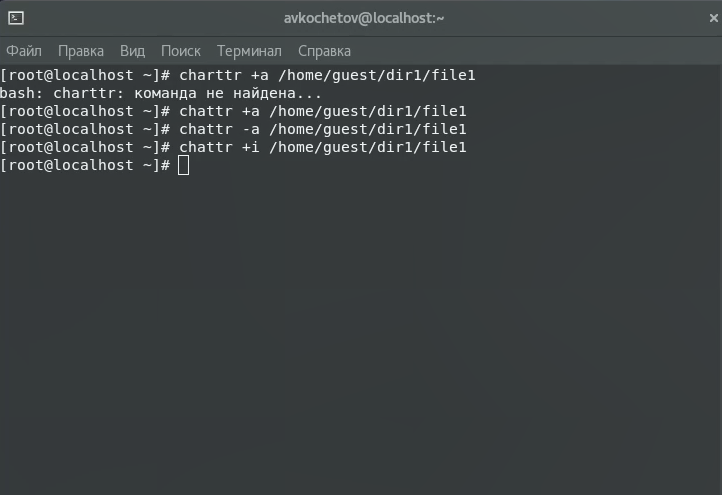 avkochetov@localhost:~
Файл Правка Вид Поиск Терминал Справка
[root@localhost ~]# charttr +a /home/guest/dir1/file1
bash: charttr: команда не найдена...
[root@localhost ~]# chattr +a /home/guest/dir1/file1
[root@localhost ~]# chattr -a /home/guest/dir1/file1
[root@localhost ~]# chattr +i /home/guest/dir1/file1
[root@localhost ~]#